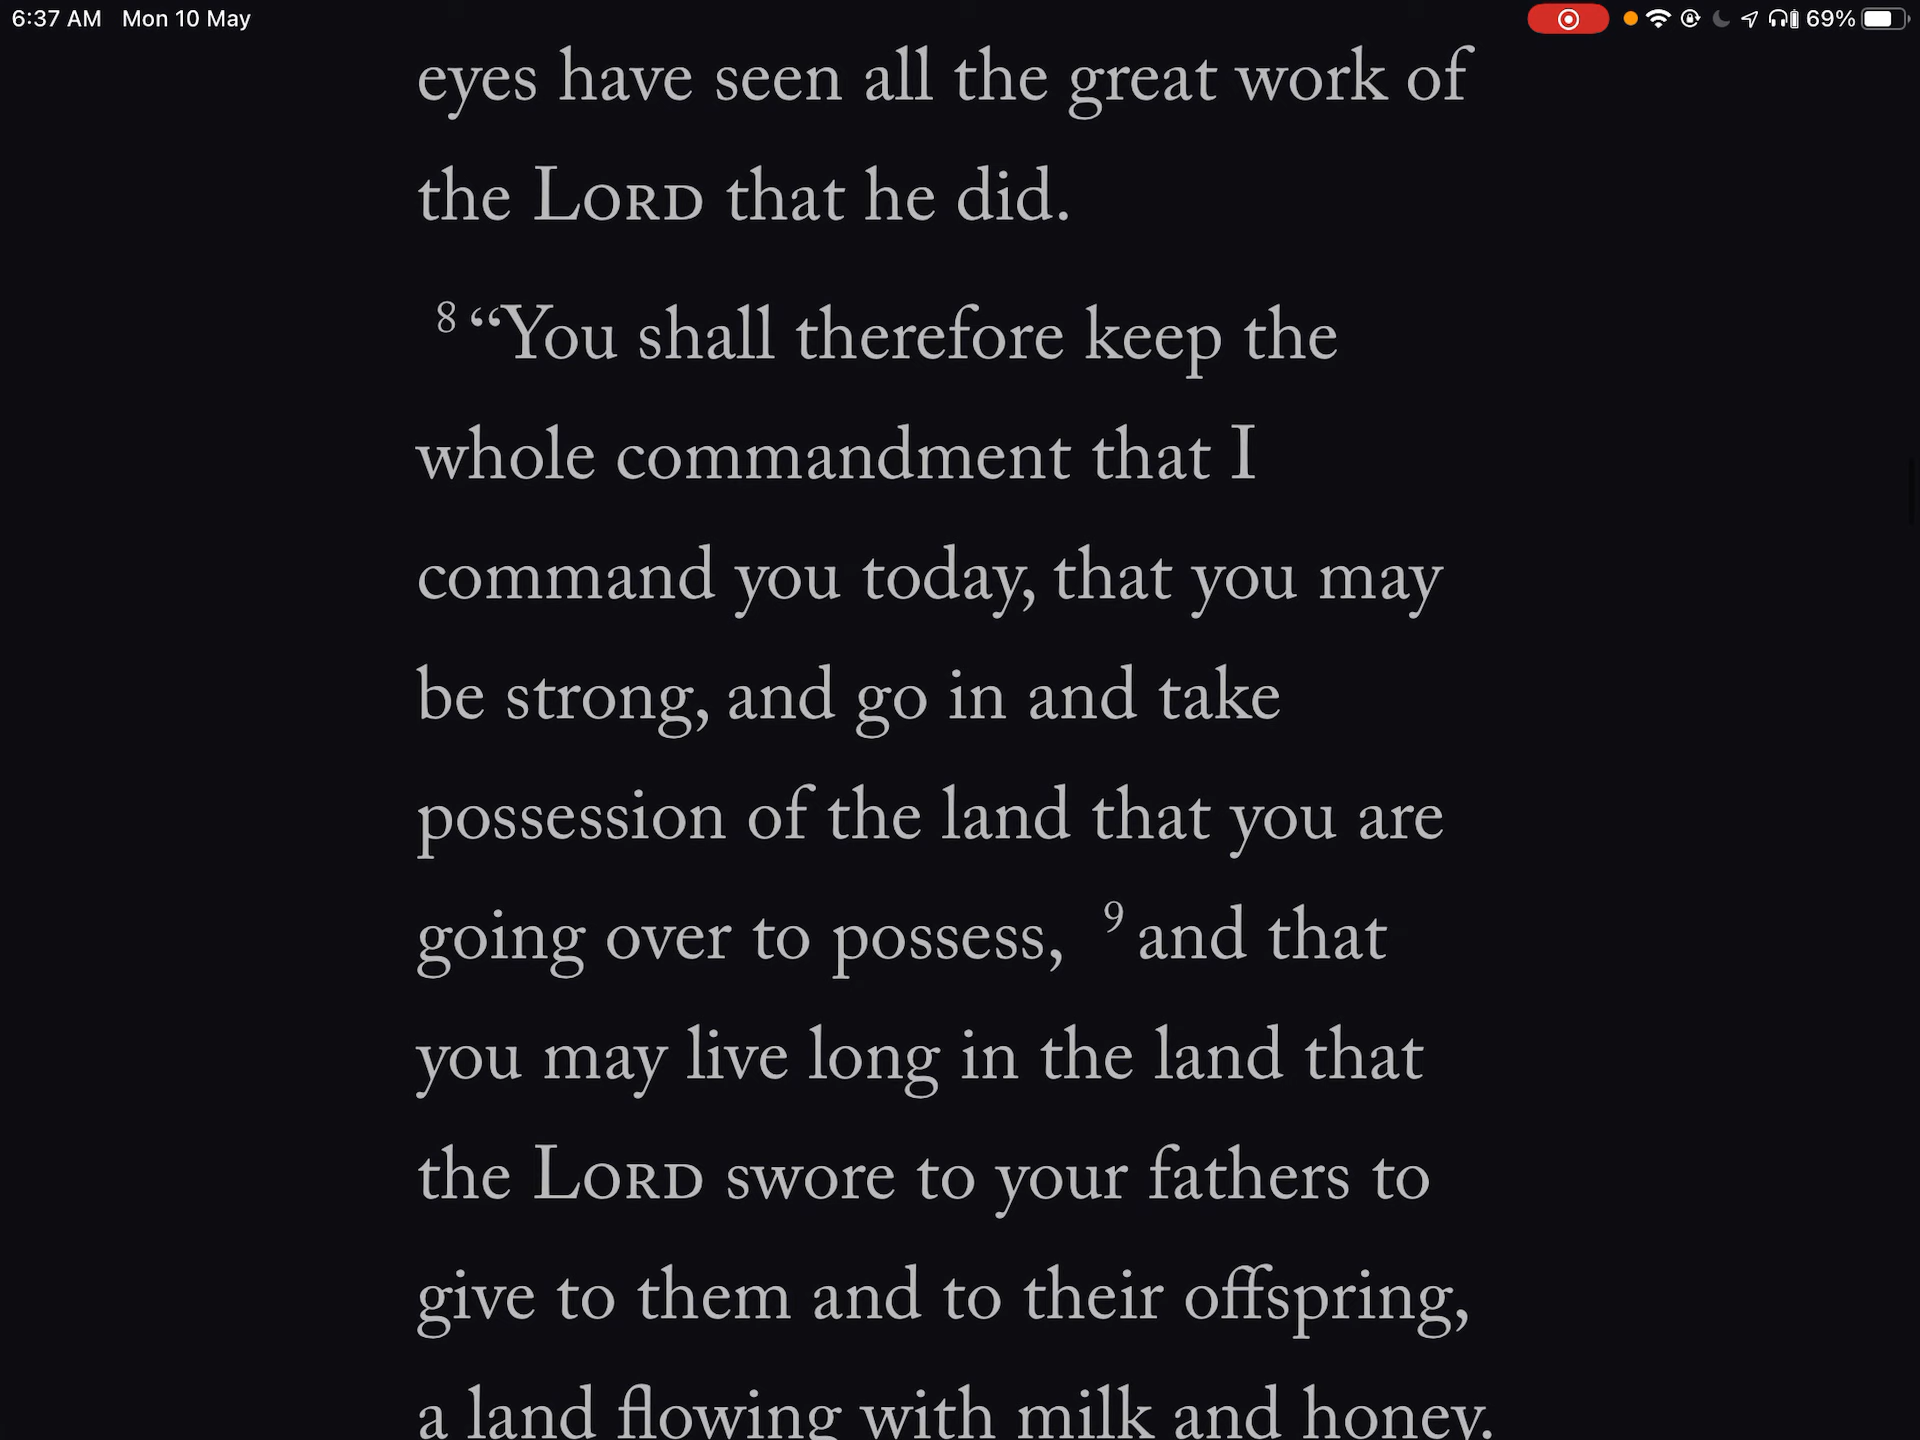 6:37 AM Mon 10 May 69%
eyes have seen all the great work of
the LORD that he did.
8 “You shall therefore keep the
whole commandment that I
command you today, that you may
be strong, and go in and take
possession of the land that you are
going over to possess, 9 and that
you may live long in the land that
the LORD swore to your fathers to
give to them and to their offspring,
a land flowing with milk and honey.